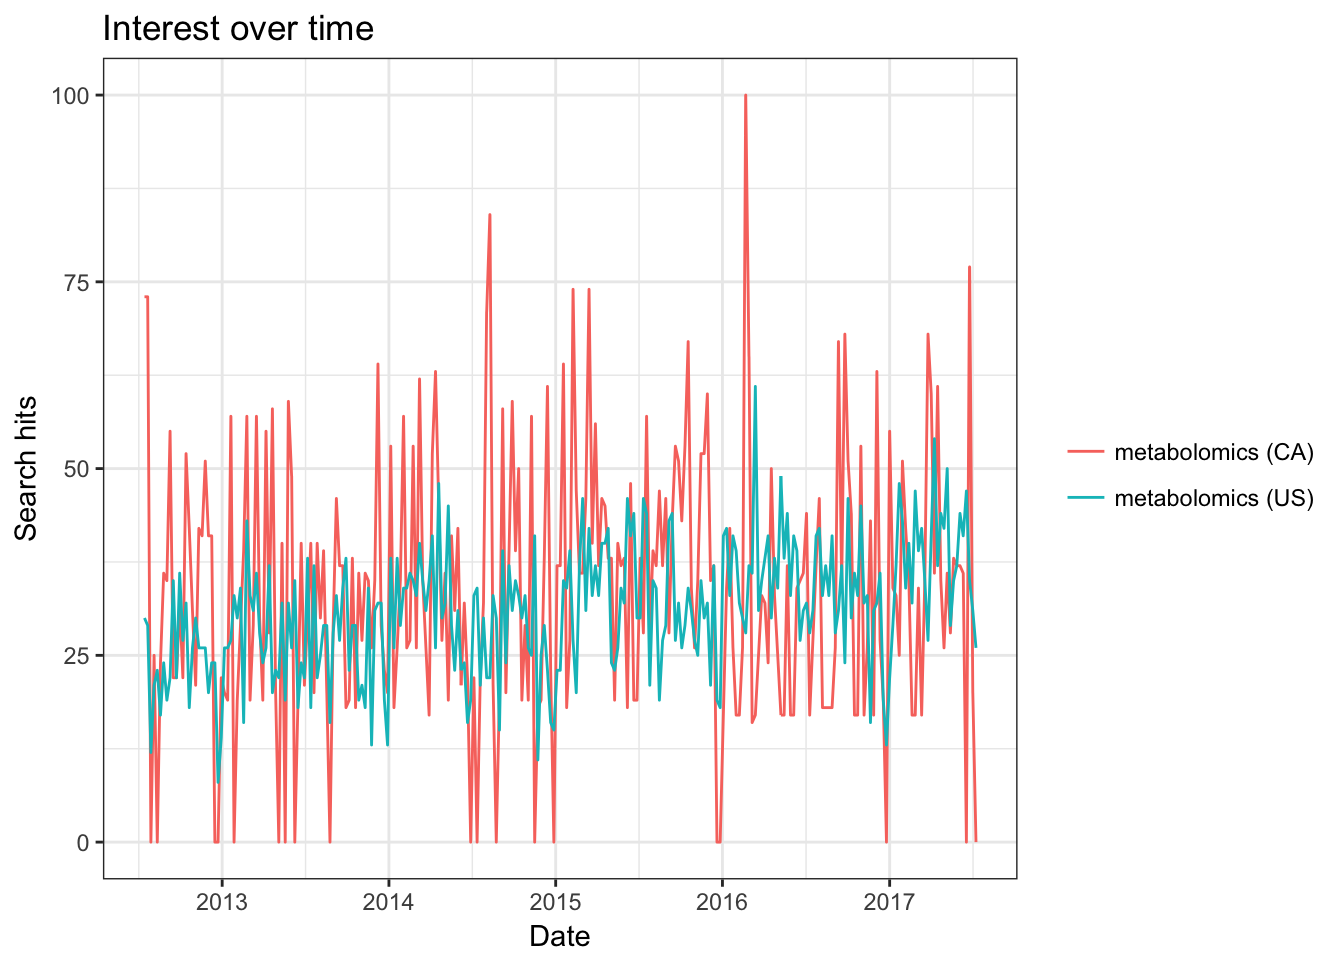 Interest over time
100
75
50
25
0
Search hits
2013 2014 2015 2016 2017
Date
metabolomics (CA)
metabolomics (US)